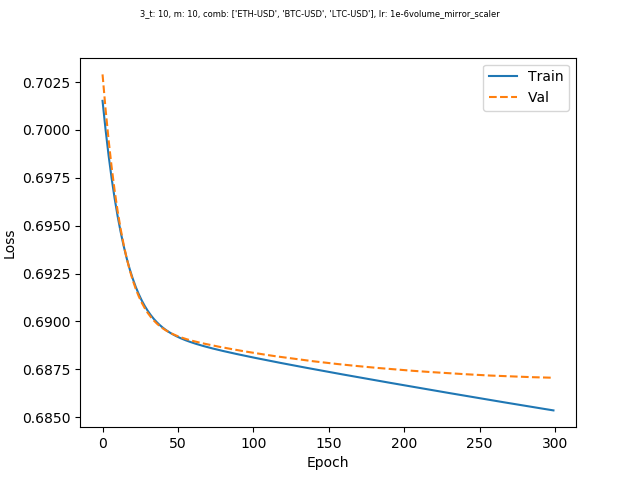 3_t: 10, m: 10, comb: ['ETH-USD', 'BTC-USD', 'LTC-USD'], lr: 1e-6volume_mirror_scaler
Train
Val
0.7025
0.7000
0.6975
0.6950
0.6925
0.6900
0.6875
0.6850
Loss
0 50 100 150 200 250 300
Epoch